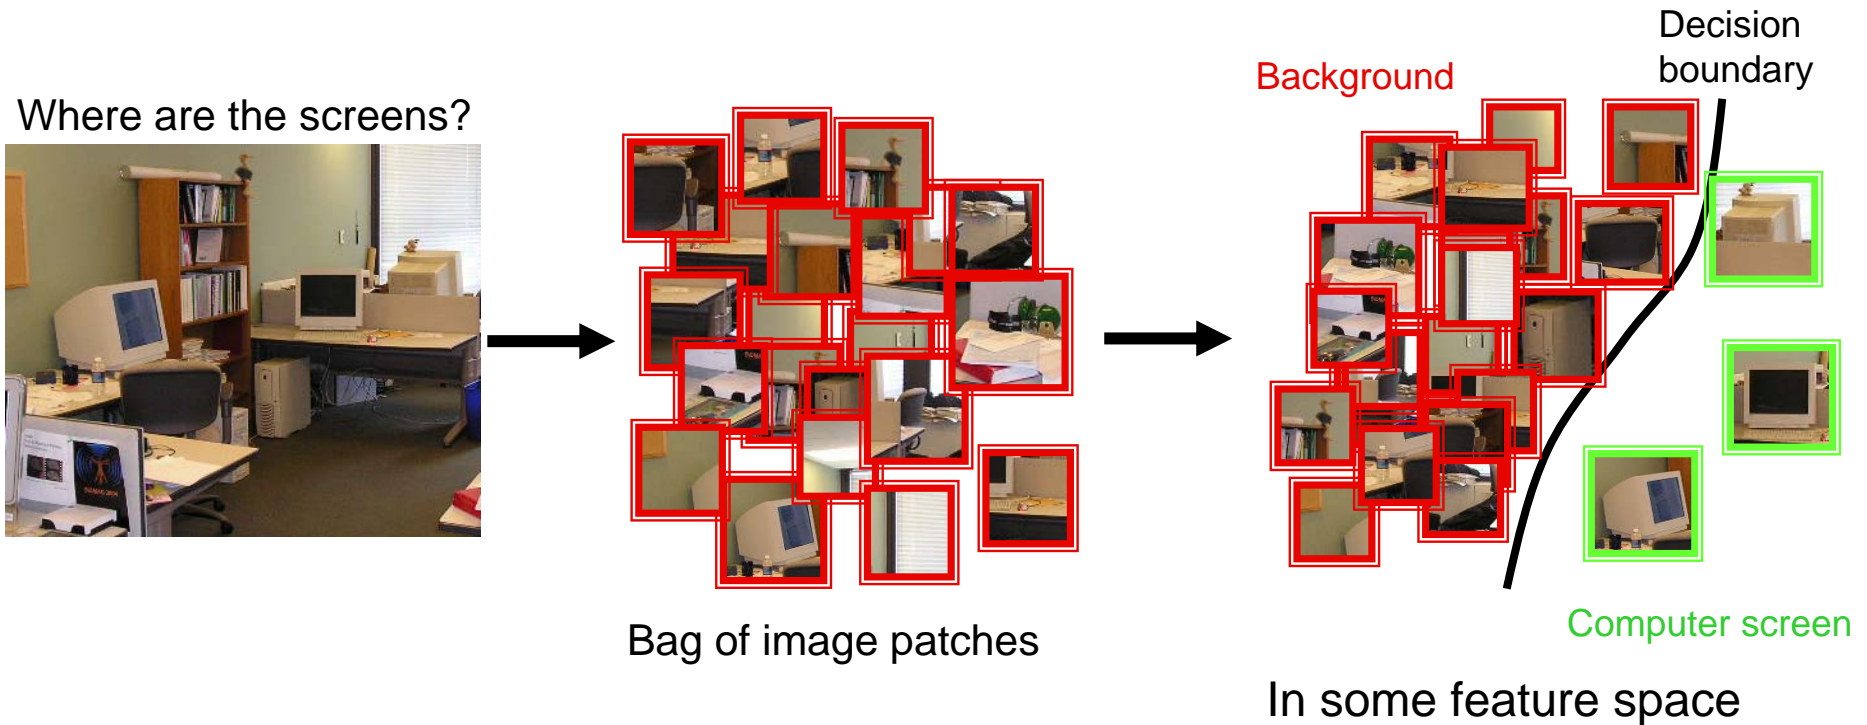 Where are the screens?
Bag of image patches
Background
Decision
boundary
Computer screen
In some feature space